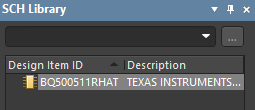 SCH Library
...
Design Item ID Description
BQ500511RHAT TEXAS INSTRUMENTS...